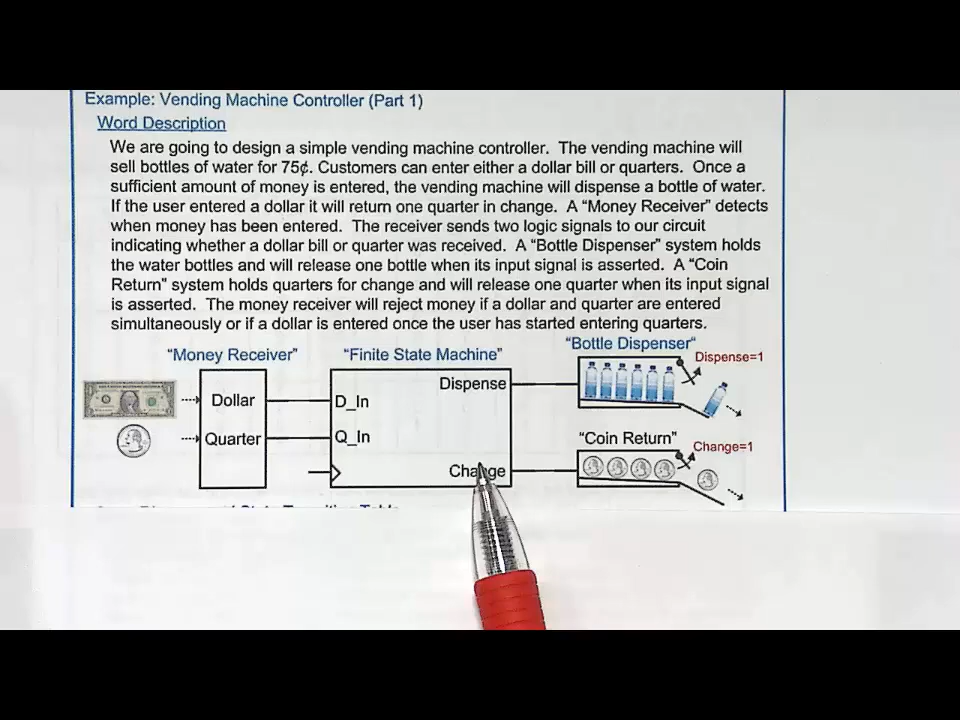 Example: Vending Machine Controller (Part 1)
Word Description
We are going to design a simple vending machine controller. The vending machine will
sell bottles of water for 75¢. Customers can enter either a dollar bill or quarters. Once a
sufficient amount of money is entered, the vending machine will dispense a bottle of water.
If the user entered a dollar it will return one quarter in change. A “Money Receiver” detects
when money has been entered. The receiver sends two logic signals to our circuit
indicating whether a dollar bill or quarter was received. A “Bottle Dispenser” system holds
the water bottles and will release one bottle when its input signal is asserted. A “Coin
Return” system holds quarters for change and will release one quarter when its input signal
is asserted. The money receiver will reject money if a dollar and quarter are entered
simultaneously or if a dollar is entered once the user has started entering quarters.
“Money Receiver”
“Finite State Machine”
“Bottle Dispenser“
Dispense=1
Dollar
Quarter
D_In
Q_In
Dispense
Change
“Coin Return”
Change=1